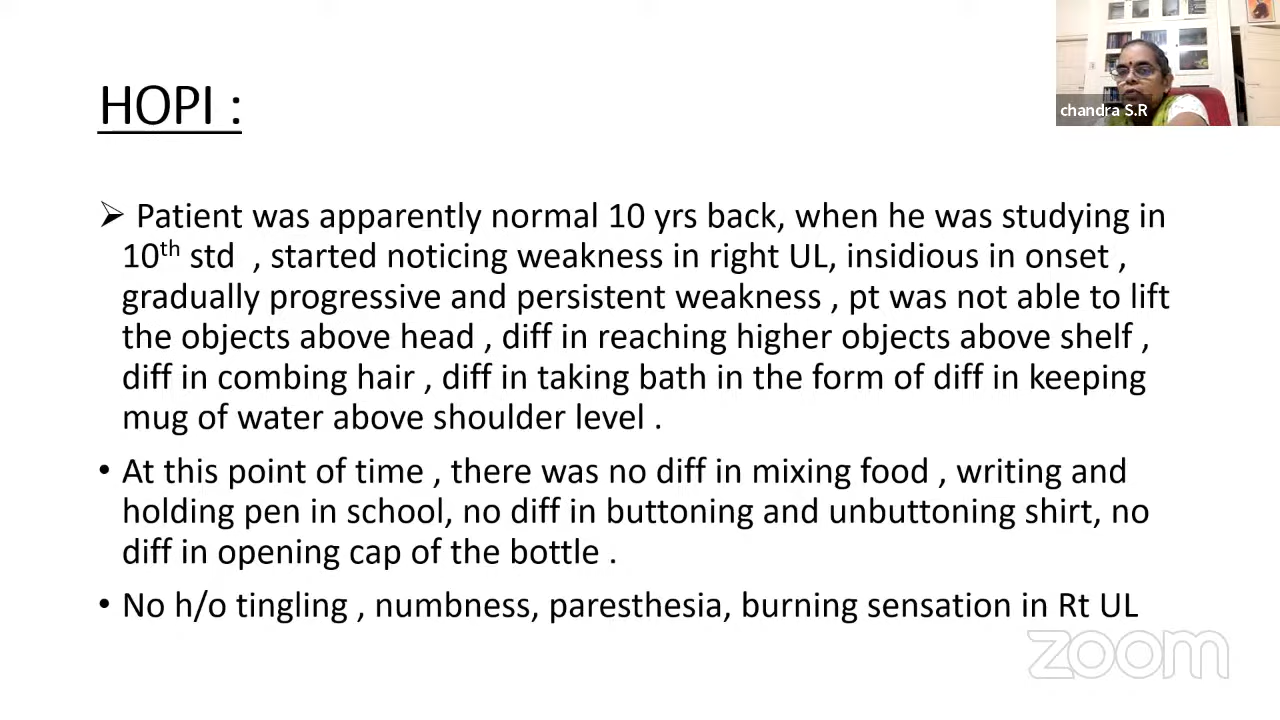 chandra S.R
HOPI :
➢ Patient was apparently normal 10 yrs back, when he was studying in
10th std , started noticing weakness in right UL, insidious in onset ,
gradually progressive and persistent weakness , pt was not able to lift
the objects above head , diff in reaching higher objects above shelf ,
diff in combing hair , diff in taking bath in the form of diff in keeping
mug of water above shoulder level .
• At this point of time , there was no diff in mixing food , writing and
holding pen in school, no diff in buttoning and unbuttoning shirt, no
diff in opening cap of the bottle .
• No h/o tingling , numbness, paresthesia, burning sensation in Rt UL
zoom